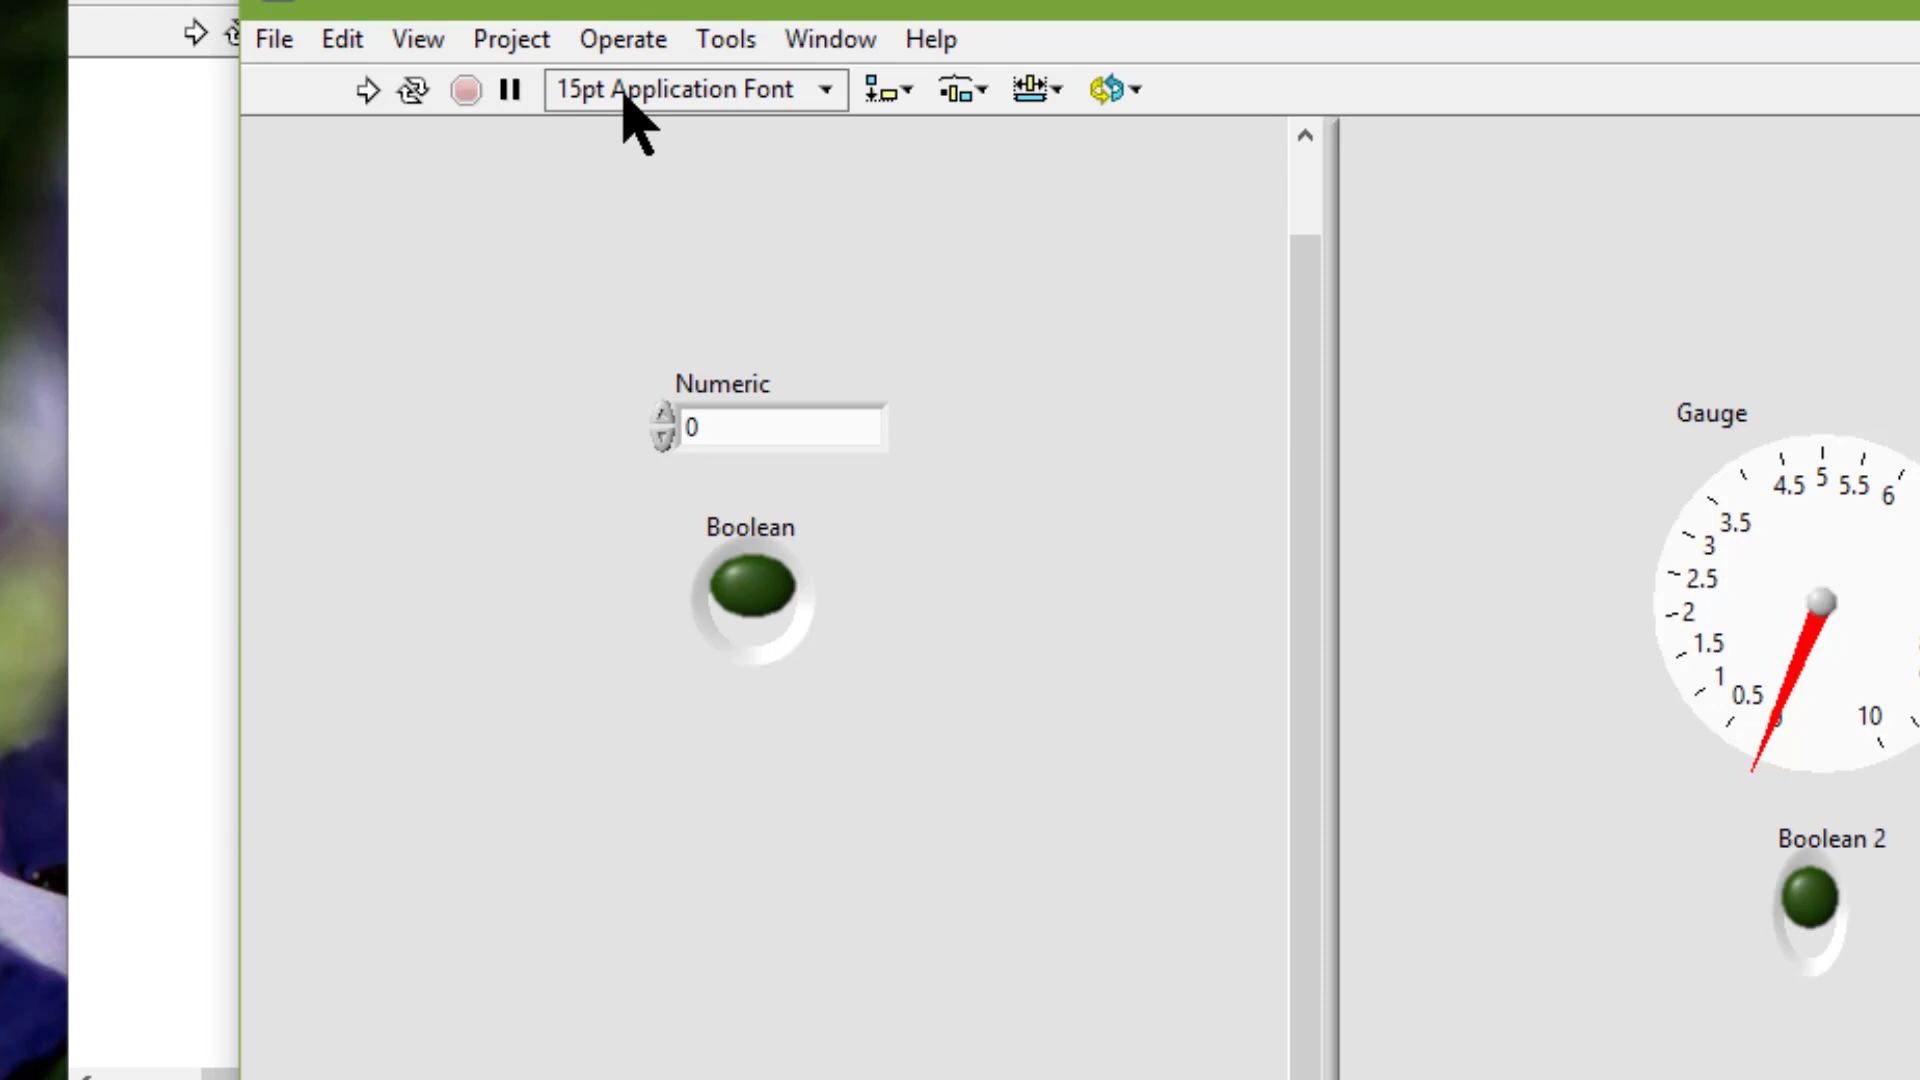 File Edit View Project Operate Tools Window Help
15pt Application Font
Numeric
0
Boolean
Gauge
4.5 5 5.5 6
3.5
3
2.5
2
1.5
1
0.5
10
Boolean 2